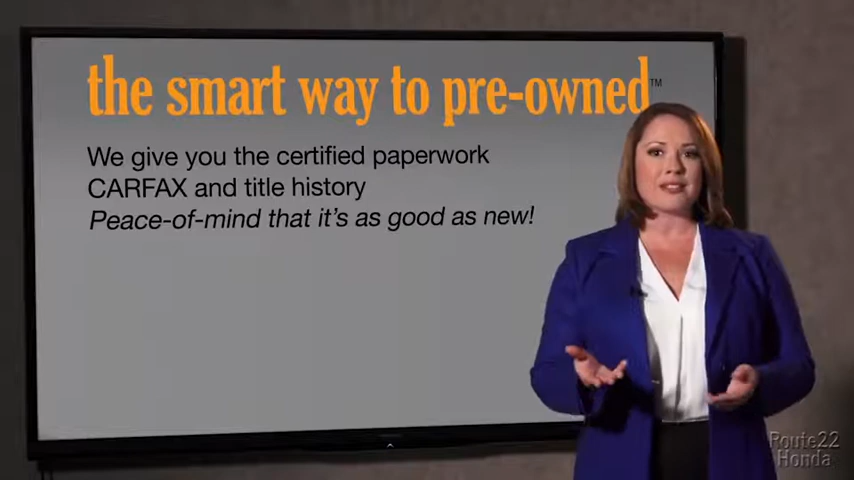 the smart way to pre-owned™
We give you the certified paperwork
CARFAX and title history
Peace-of-mind that it's as good as new!
Route22
Honda